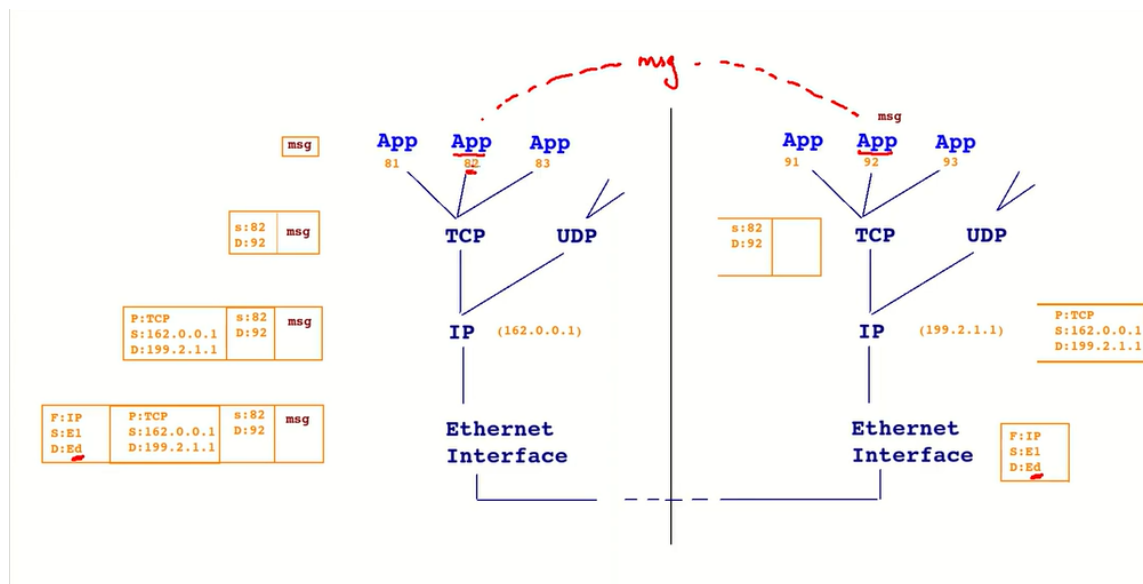 msg
msg
msg
App App App
81 82 83
App App App
91 92 93
s:82
D:92
msg
TCP UDP
s:82
D:92
TCP UDP
P:TCP
S:162.0.0.1
D:199.2.1.1
s:82
D:92
msg
IP (162.0.0.1)
IP (199.2.1.1)
P:TCP
S:162.0.0.1
D:199.2.1.1
F:IP
S:E1
D:Ed
P:TCP
S:162.0.0.1
D:199.2.1.1
s:82
D:92
msg
Ethernet
Interface
Ethernet
Interface
F:IP
S:E1
D:Ed